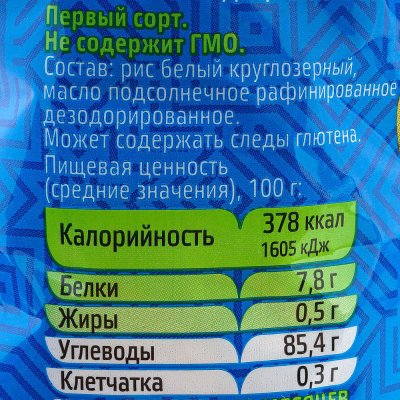 Первый сорт.
Не содержит ГМО.
Состав: рис белый круглозерный,
масло подсолнечное рафинированное
дезодорированное.
Может содержать следы глютена.
Пищевая ценность
(средние значения), 100 г:
Калорийность 378 ккал
1605 кДж
Белки 7,8 г
Жиры 0,5 г
Углеводы 85,4 г
Клетчатка 0,3 г